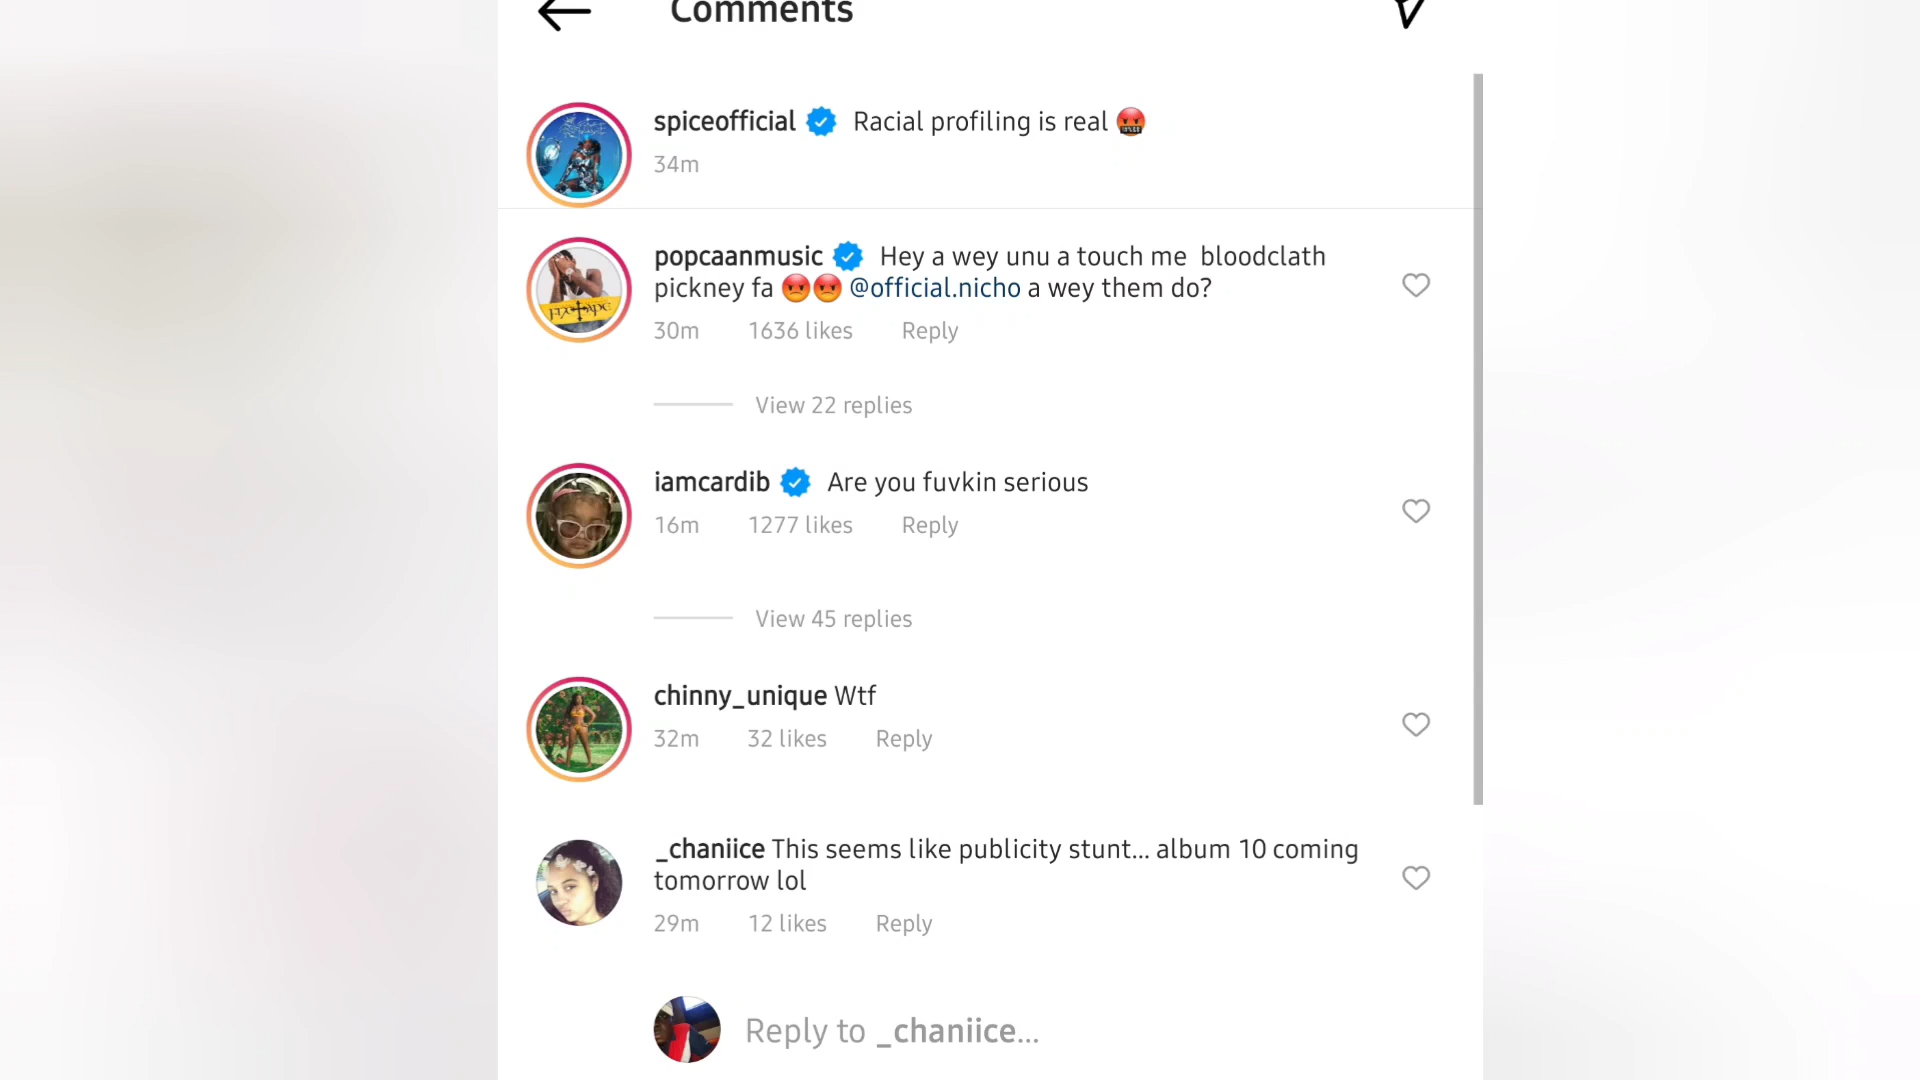 Comments
spiceofficial Racial profiling is real 🤬
34m
popcaanmusic Hey a wey unu a touch me bloodclath
pickney fa 😡😡 @official.nicho a wey them do?
30m 1636 likes Reply
View 22 replies
iamcardib Are you fuvkin serious
16m 1277 likes Reply
View 45 replies
chinny_unique Wtf
32m 32 likes Reply
_chaniice This seems like publicity stunt... album 10 coming
tomorrow lol
29m 12 likes Reply
Reply to _chaniice...